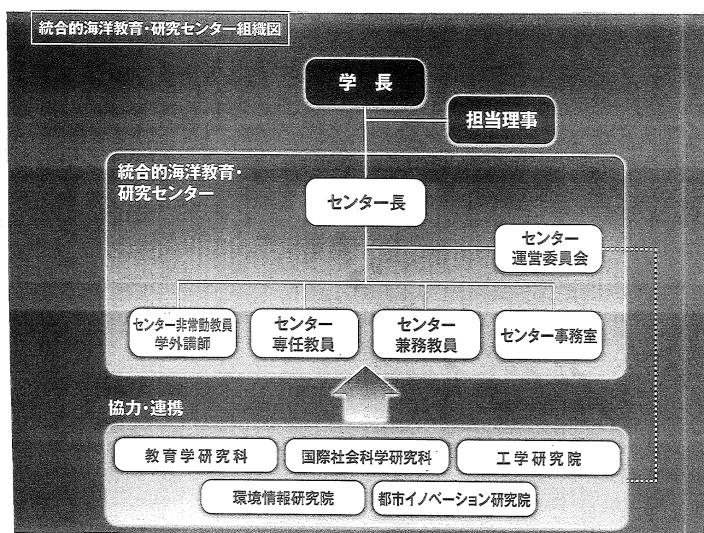 統合的海洋教育・研究センター組織図
学　長
担当理事
統合的海洋教育・
研究センター
センター長
センター
運営委員会
センター非常勤教員
学外講師
センター
専任教員
センター
兼務教員
センター事務室
協力・連携
教育学研究科
国際社会科学研究科
工学研究院
環境情報研究院
都市イノベーション研究院